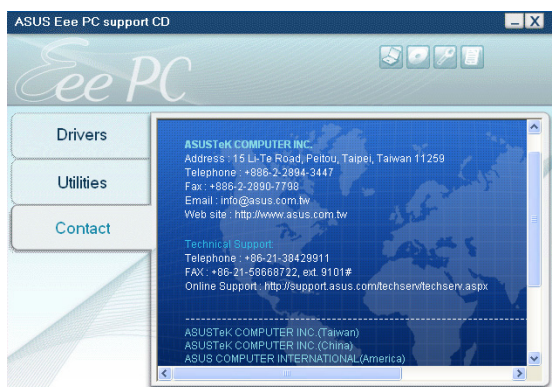 ASUS Eee PC support CD
Eee PC
Drivers
Utilities
Contact
ASUSTeK COMPUTER INC.
Address : 15 Li-Te Road, Peitou, Taipei, Taiwan 11259
Telephone : +886-2-2894-3447
Fax : +886-2-2890-7798
Email : info@asus.com.tw
Web site : http://www.asus.com.tw
Technical Support:
Telephone : +86-21-38429911
FAX : +86-21-58668722, ext. 9101#
Online Support : http://support.asus.com/techserv/techserv.aspx
ASUSTeK COMPUTER INC.(Taiwan)
ASUSTeK COMPUTER INC.(China)
ASUS COMPUTER INTERNATIONAL(America)